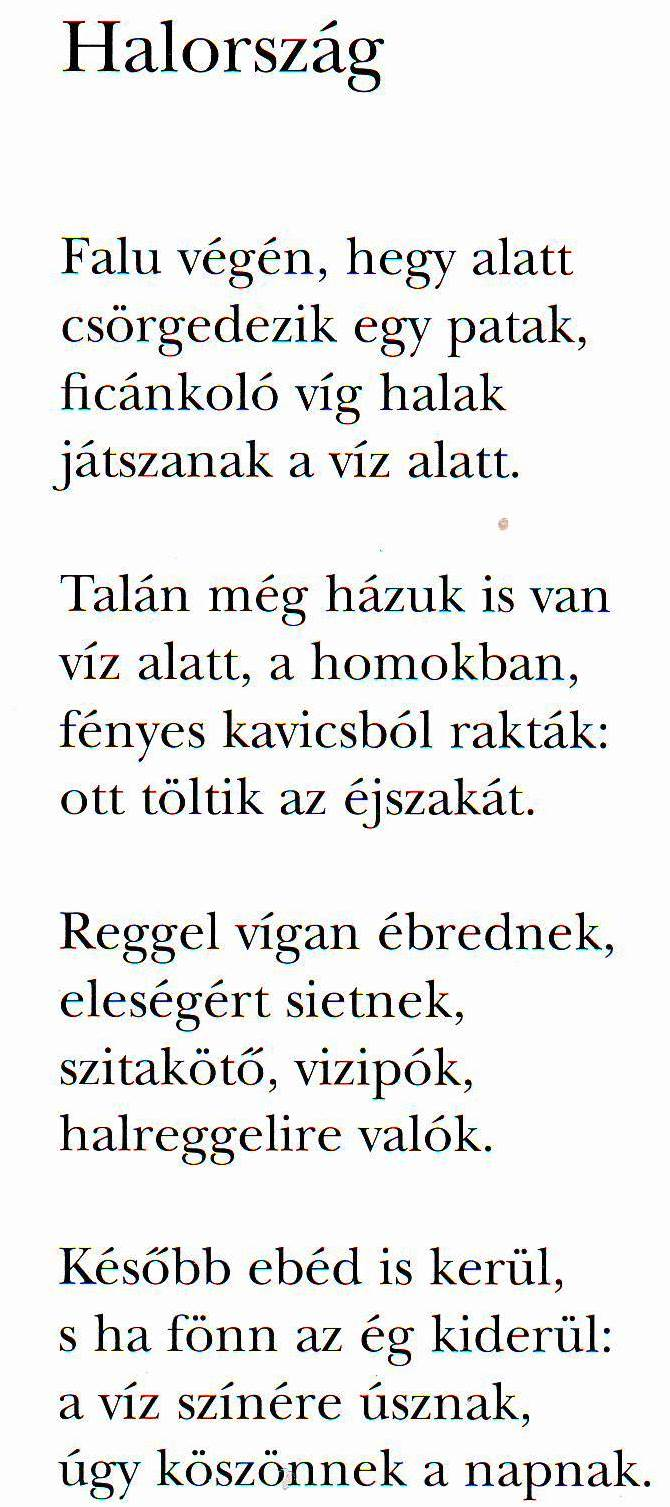 Halország
Falu végén, hegy alatt
csörgedezik egy patak,
ficánkoló víg halak
játszanak a víz alatt.
Talán még házuk is van
víz alatt, a homokban,
fényes kavicsból rakták:
ott töltik az éjszakát.
Reggel vígan ébrednek,
eleségért sietnek,
szitakötő, vizipók,
halreggelire valók.
Később ebéd is kerül,
s ha fönn az ég kiderül:
a víz színére úsznak,
úgy köszönnek a napnak.